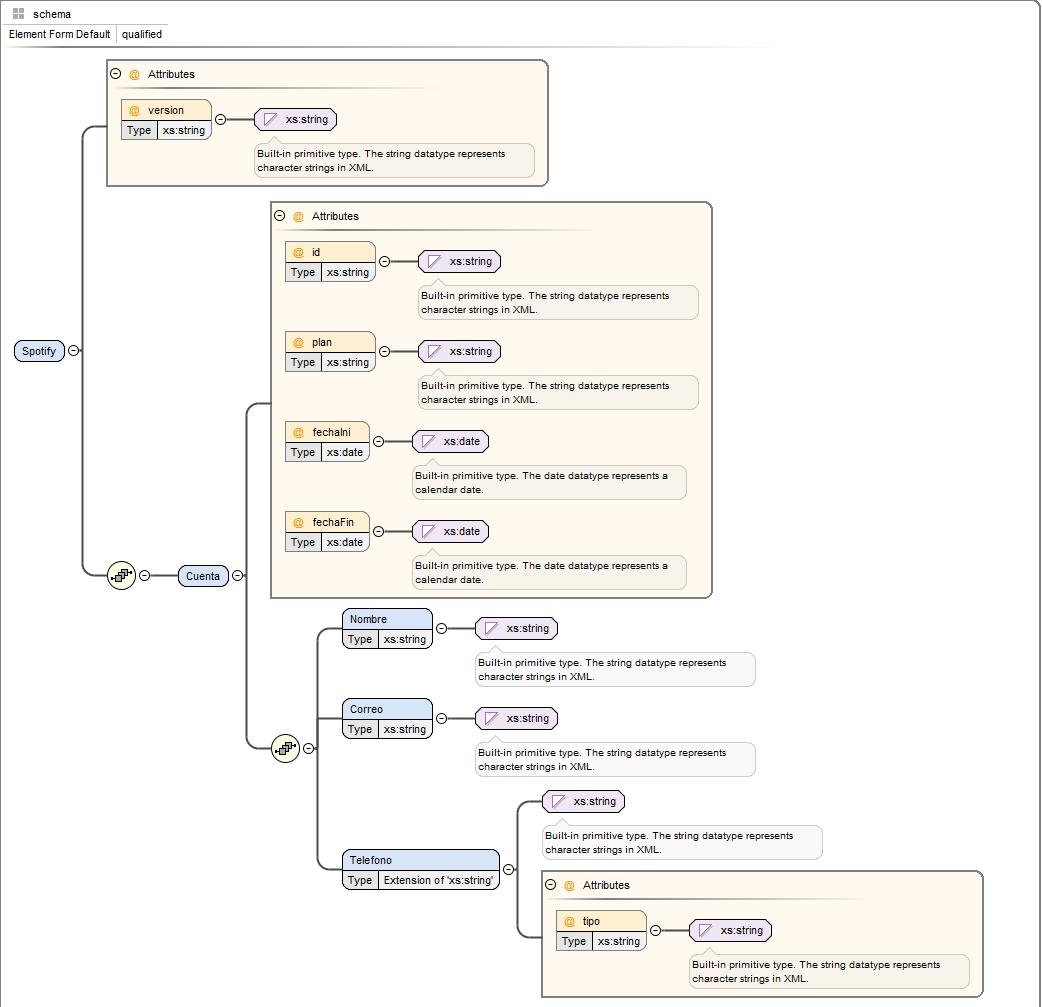 schema
Element Form Default qualified
@ Attributes
@ version
Type xs:string
xs:string
Built-in primitive type. The string datatype represents
character strings in XML.
Spotify
@ Attributes
@ id
Type xs:string
xs:string
Built-in primitive type. The string datatype represents
character strings in XML.
@ plan
Type xs:string
xs:string
Built-in primitive type. The string datatype represents
character strings in XML.
@ fechaIni
Type xs:date
xs:date
Built-in primitive type. The date datatype represents a
calendar date.
@ fechaFin
Type xs:date
xs:date
Built-in primitive type. The date datatype represents a
calendar date.
Cuenta
Nombre
Type xs:string
xs:string
Built-in primitive type. The string datatype represents
character strings in XML.
Correo
Type xs:string
xs:string
Built-in primitive type. The string datatype represents
character strings in XML.
Telefono
Type Extension of 'xs:string'
xs:string
Built-in primitive type. The string datatype represents
character strings in XML.
@ Attributes
@ tipo
Type xs:string
xs:string
Built-in primitive type. The string datatype represents
character strings in XML.